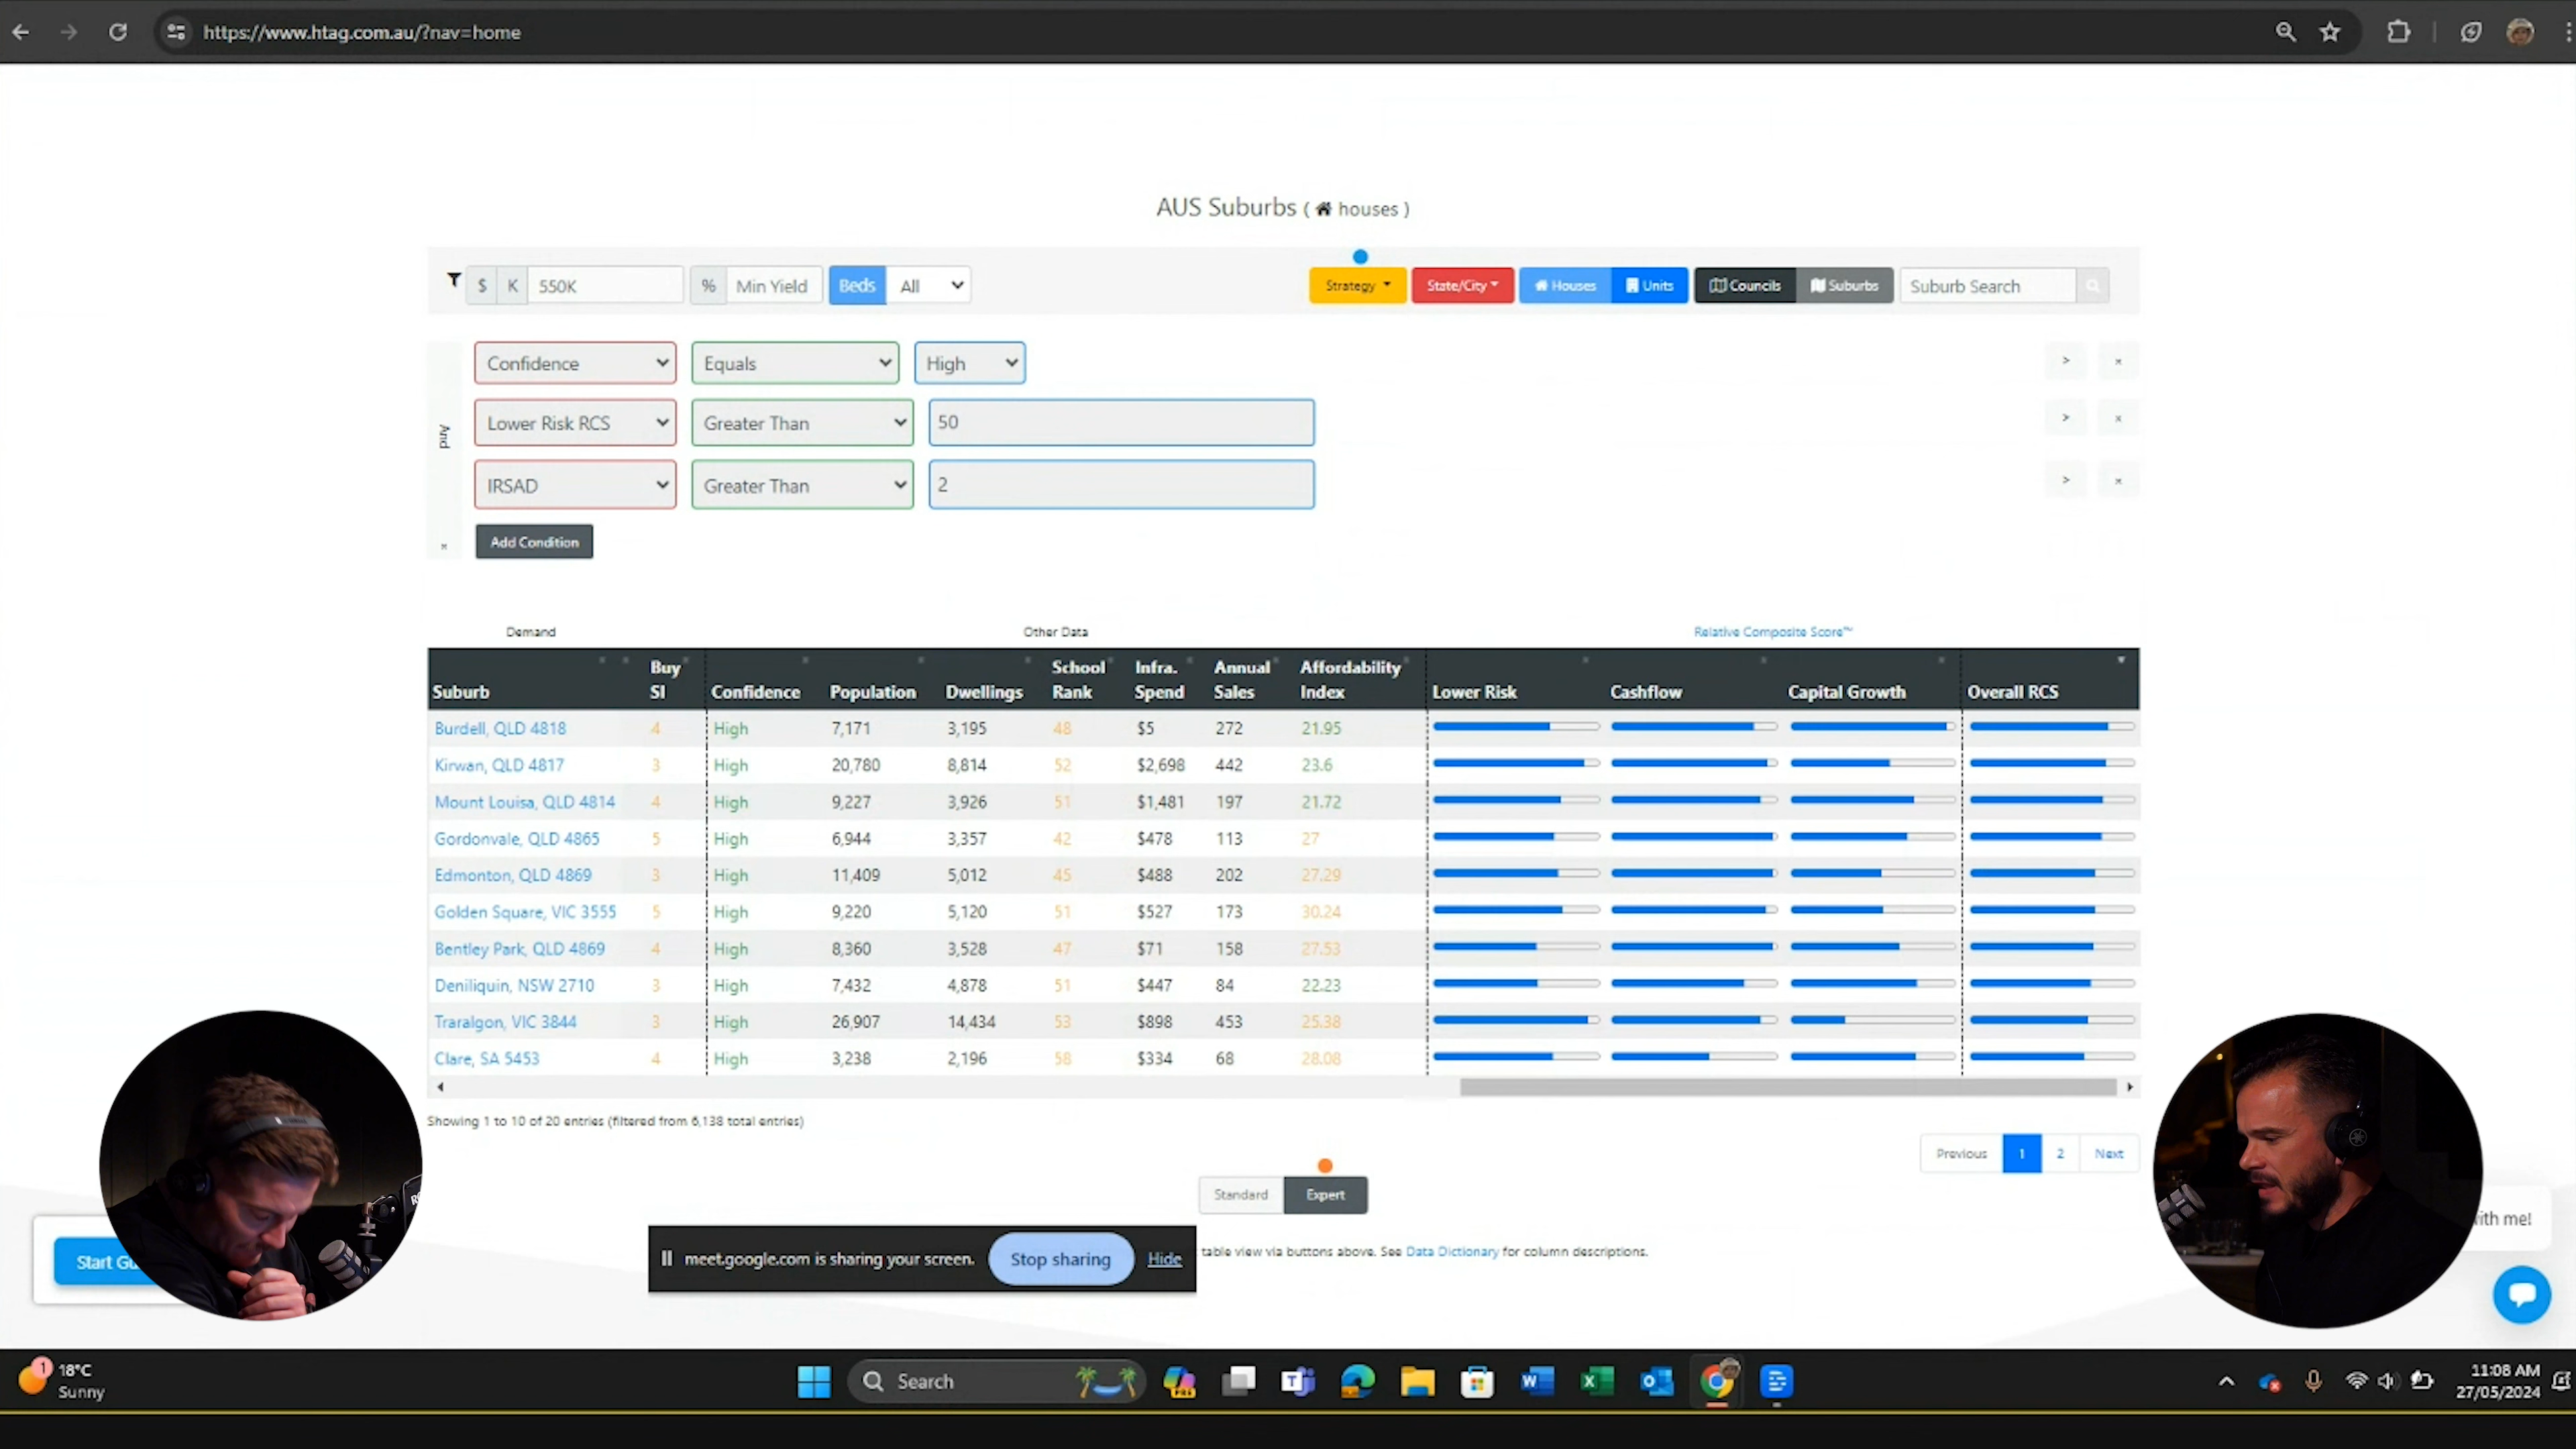 https://www.htag.com.au/?nav=home
AUS Suburbs ( houses )
$ K 550K % Min Yield Beds All Strategy State/City Houses Units Councils Suburbs Suburb Search
And
Confidence Equals High > ×
Lower Risk RCS Greater Than 50 > ×
IRSAD Greater Than 2 > ×
× Add Condition
Demand Other Data Relative Composite Score™
Suburb Buy SI Confidence Population Dwellings School Rank Infra. Spend Annual Sales Affordability Index Lower Risk Cashflow Capital Growth Overall RCS
Burdell, QLD 4818 4 High 7,171 3,195 48 $5 272 21.95
Kirwan, QLD 4817 3 High 20,780 8,814 52 $2,698 442 23.6
Mount Louisa, QLD 4814 4 High 9,227 3,926 51 $1,481 197 21.72
Gordonvale, QLD 4865 5 High 6,944 3,357 42 $478 113 27
Edmonton, QLD 4869 3 High 11,409 5,012 45 $488 202 27.29
Golden Square, VIC 3555 5 High 9,220 5,120 51 $527 173 30.24
Bentley Park, QLD 4869 4 High 8,360 3,528 47 $71 158 27.53
Deniliquin, NSW 2710 3 High 7,432 4,878 51 $447 84 22.23
Traralgon, VIC 3844 3 High 26,907 14,434 53 $898 453 25.38
Clare, SA 5453 4 High 3,238 2,196 58 $334 68 28.08
Showing 1 to 10 of 20 entries (filtered from 6,138 total entries)
Previous 1 2 Next
Standard Expert
with me!
table view via buttons above. See Data Dictionary for column descriptions.
Start Gu
meet.google.com is sharing your screen. Stop sharing Hide
1 18°C
Sunny
Search
11:08 AM
27/05/2024